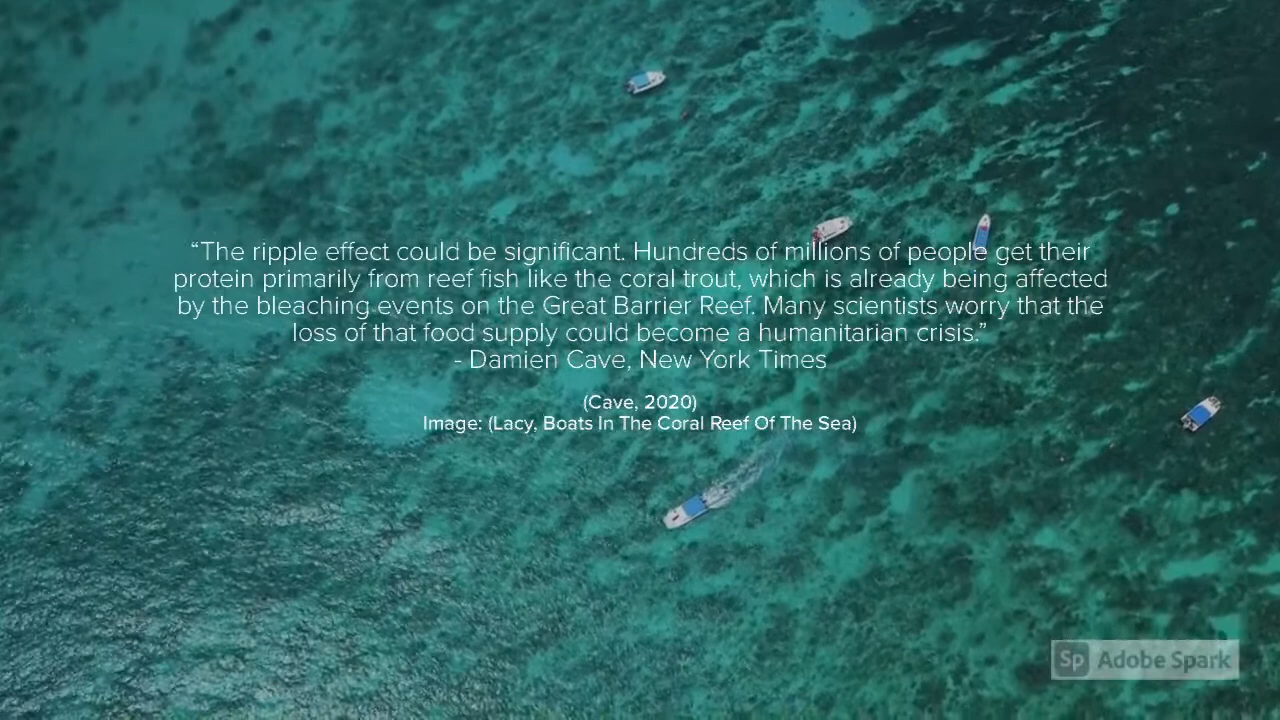 “The ripple effect could be significant. Hundreds of millions of people get their
protein primarily from reef fish like the coral trout, which is already being affected
by the bleaching events on the Great Barrier Reef. Many scientists worry that the
loss of that food supply could become a humanitarian crisis.”
- Damien Cave, New York Times
(Cave, 2020)
Image: (Lacy, Boats In The Coral Reef Of The Sea)
Sp Adobe Spark